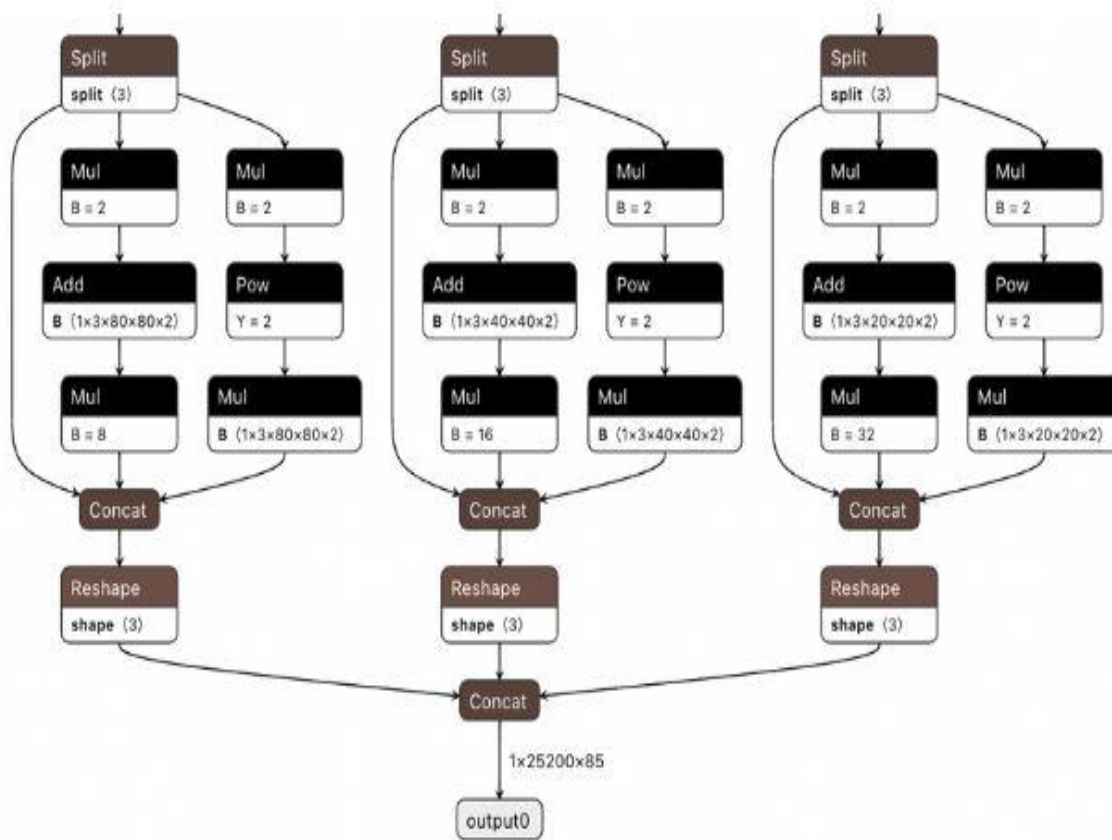 Split
split (3)
Split
split (3)
Split
split (3)
Mul
B = 2
Mul
B = 2
Mul
B = 2
Mul
B = 2
Mul
B = 2
Mul
B = 2
Add
B (1×3×80×80×2)
Pow
Y = 2
Add
B (1×3×40×40×2)
Pow
Y = 2
Add
B (1×3×20×20×2)
Pow
Y = 2
Mul
B = 8
Mul
B (1×3×80×80×2)
Mul
B = 16
Mul
B (1×3×40×40×2)
Mul
B = 32
Mul
B (1×3×20×20×2)
Concat
Concat
Concat
Reshape
shape (3)
Reshape
shape (3)
Reshape
shape (3)
Concat
1×25200×85
output0